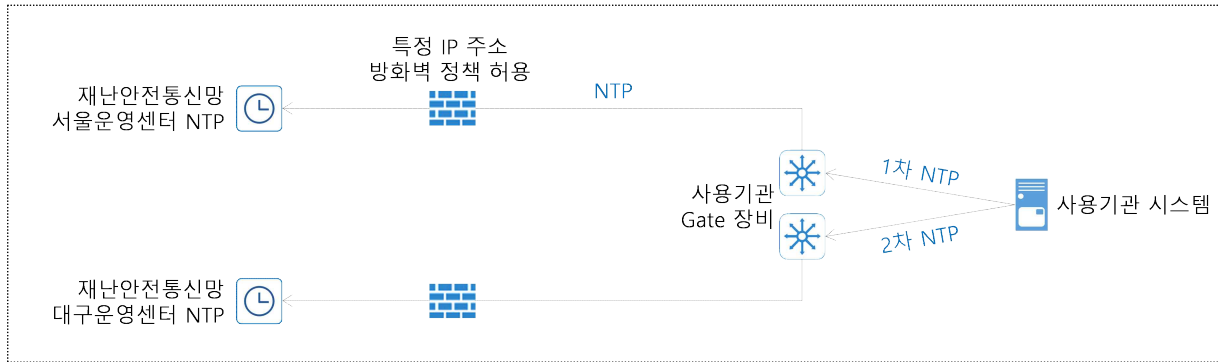 특정 IP 주소
방화벽 정책 허용
재난안전통신망
서울운영센터 NTP
NTP
1차 NTP
사용기관
Gate 장비
사용기관 시스템
2차 NTP
재난안전통신망
대구운영센터 NTP